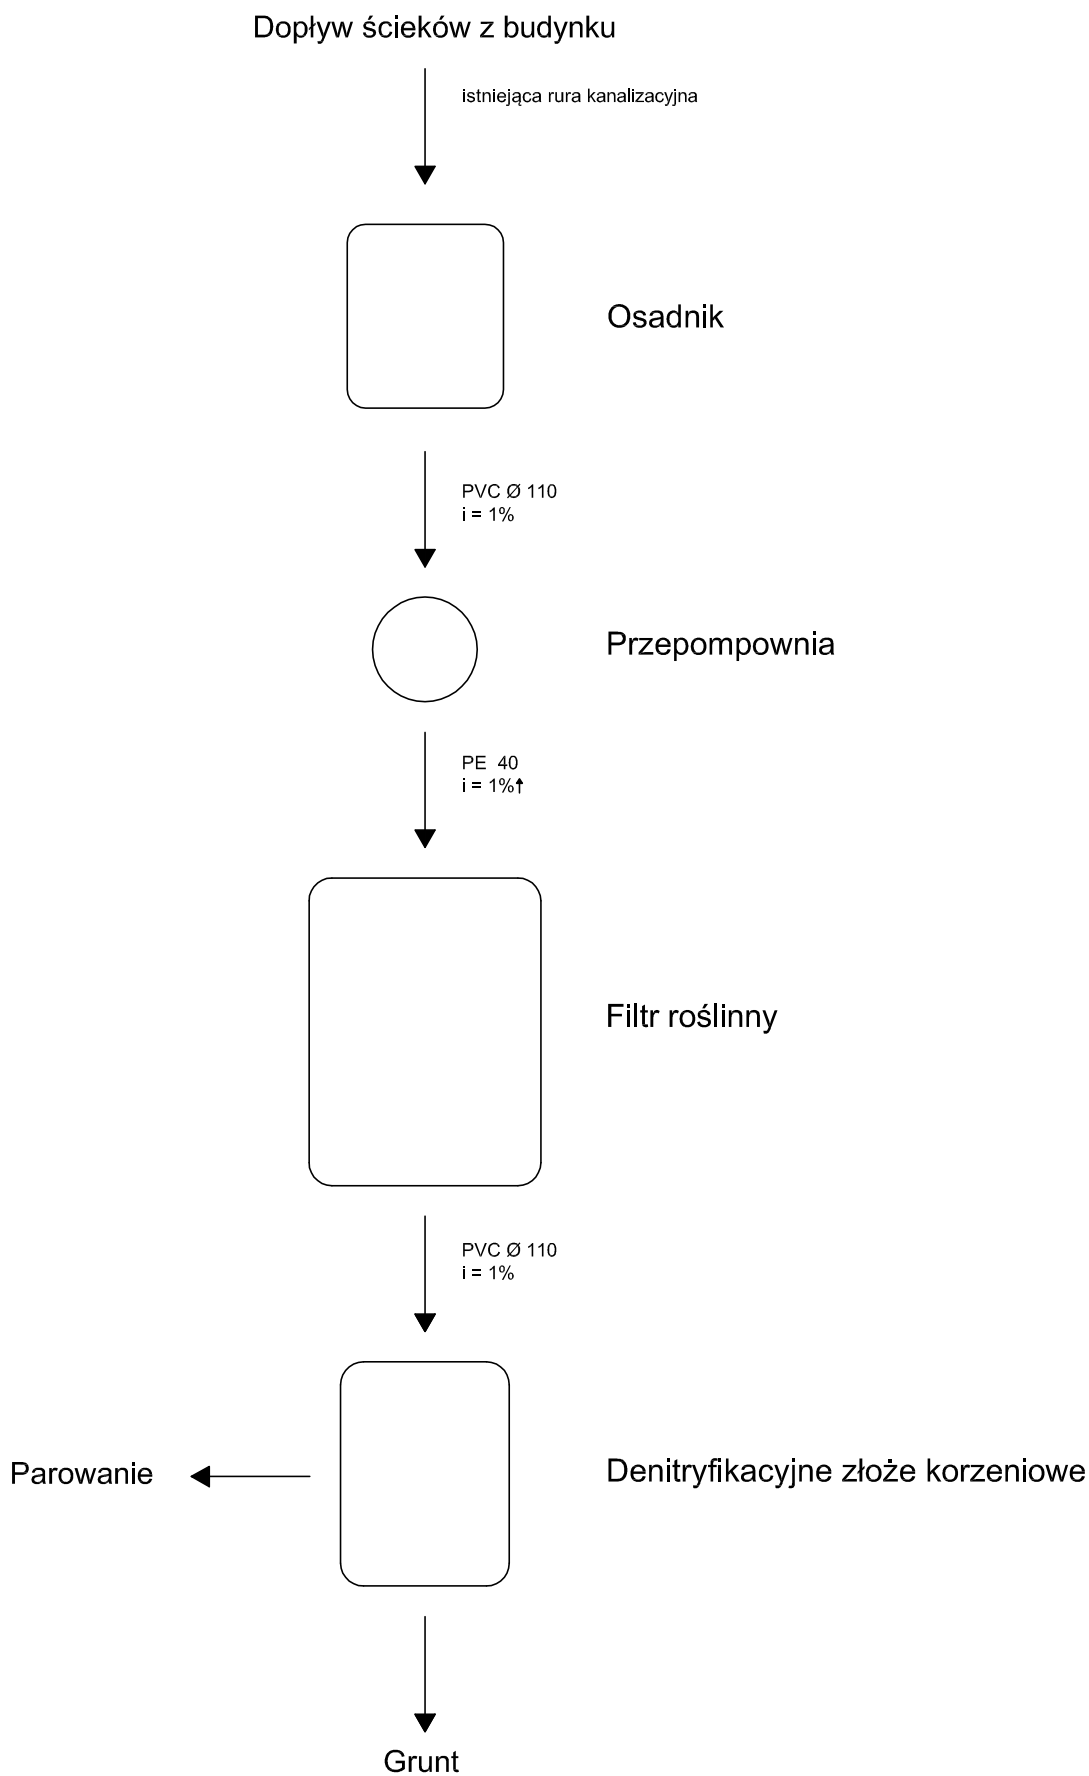 Dopływ ścieków z budynku
istniejąca rura kanalizacyjna
Osadnik
PVC Ø 110
i = 1%
Przepompownia
PE 40
i = 1%↑
Filtr roślinny
PVC Ø 110
i = 1%
Denitryfikacyjne złoże korzeniowe
Parowanie
Grunt